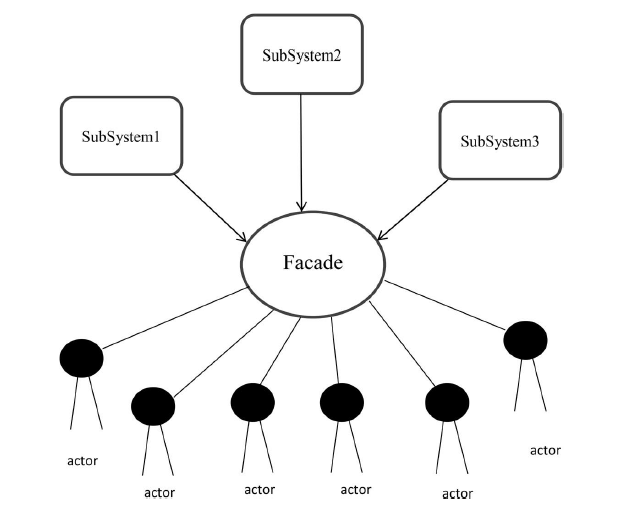 SubSystem2
SubSystem1
SubSystem3
Facade
actor
actor
actor
actor
actor
actor